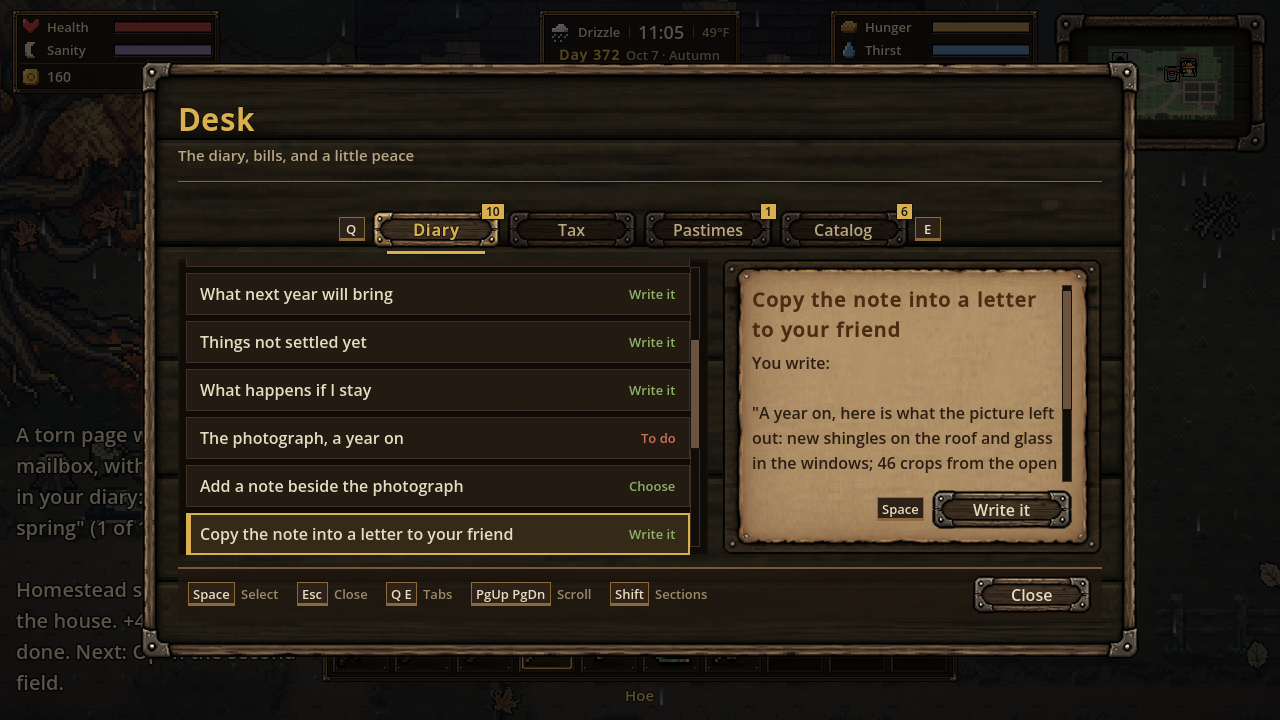 Health
Sanity
160
Drizzle 11:05 49°F
Day 372 Oct 7 · Autumn
Hunger
Thirst
Desk
The diary, bills, and a little peace
Q
Diary 10
Tax
Pastimes 1
Catalog 6
E
What next year will bring Write it
Things not settled yet Write it
What happens if I stay Write it
The photograph, a year on To do
Add a note beside the photograph Choose
Copy the note into a letter to your friend Write it
Copy the note into a letter
to your friend
You write:
"A year on, here is what the picture left
out: new shingles on the roof and glass
in the windows; 46 crops from the open
Space Write it
Space Select Esc Close Q E Tabs PgUp PgDn Scroll Shift Sections
Close
A torn page
mailbox, with
in your diary:
spring" (1 of
Homestead
the house.
done. Next: the second
field.
Hoe